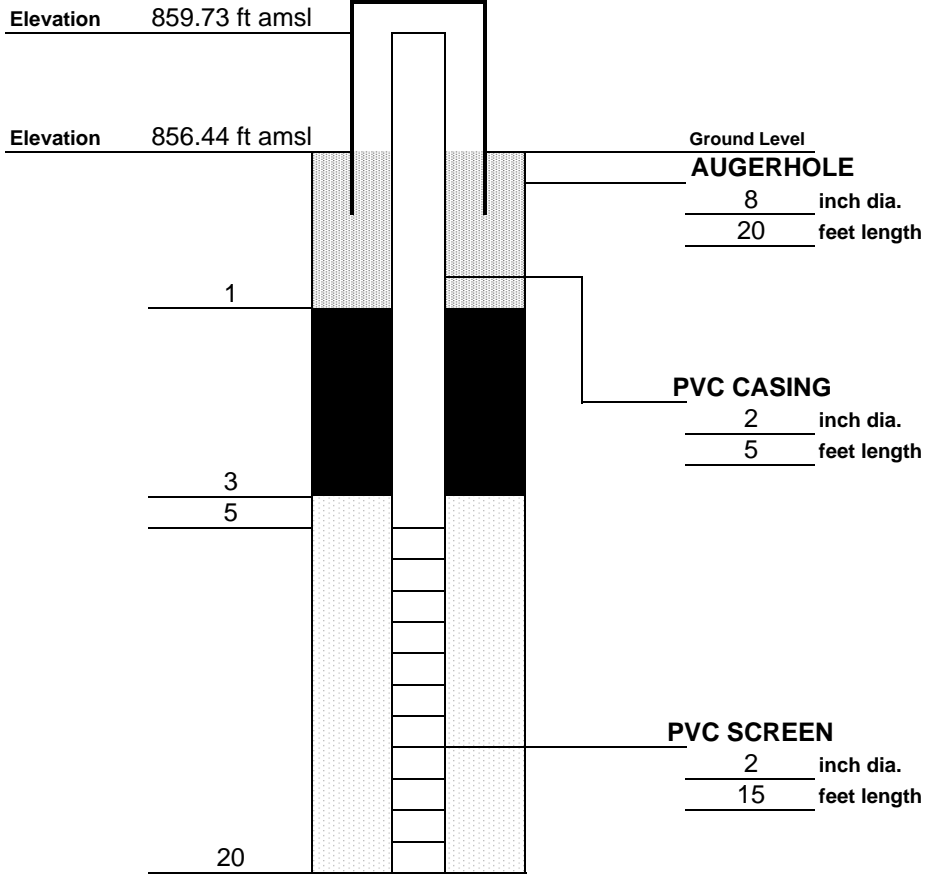 Elevation 859.73 ft amsl
Elevation 856.44 ft amsl
Ground Level
AUGERHOLE
8 inch dia.
20 feet length
1
PVC CASING
2 inch dia.
5 feet length
3
5
PVC SCREEN
2 inch dia.
15 feet length
20